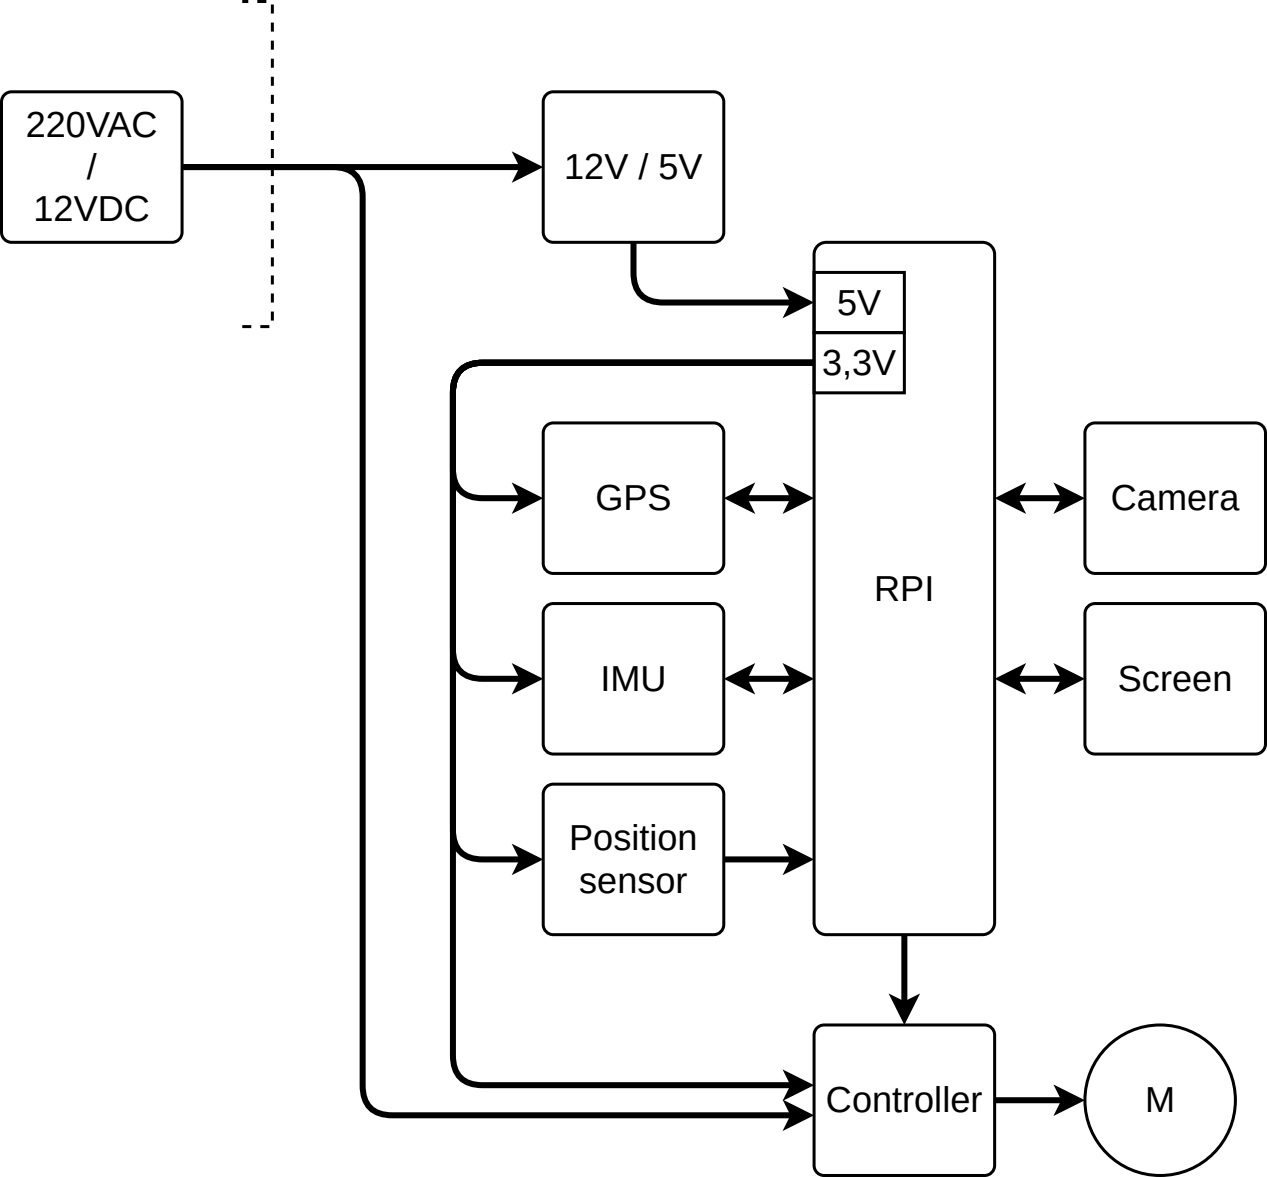 220VAC
/
12VDC
12V / 5V
5V
3,3V
GPS
RPI
Camera
IMU
Screen
Position
sensor
Controller
M